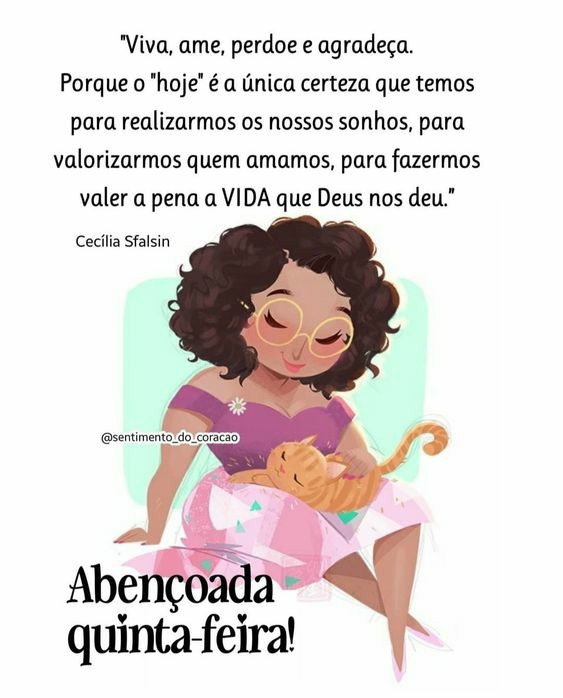 "Viva, ame, perdoe e agradeça.
Porque o "hoje" é a única certeza que temos
para realizarmos os nossos sonhos, para
valorizarmos quem amamos, para fazermos
valer a pena a VIDA que Deus nos deu."
Cecília Sfalsin
@sentimento_do_coracao
Abençoada
quinta-feira!